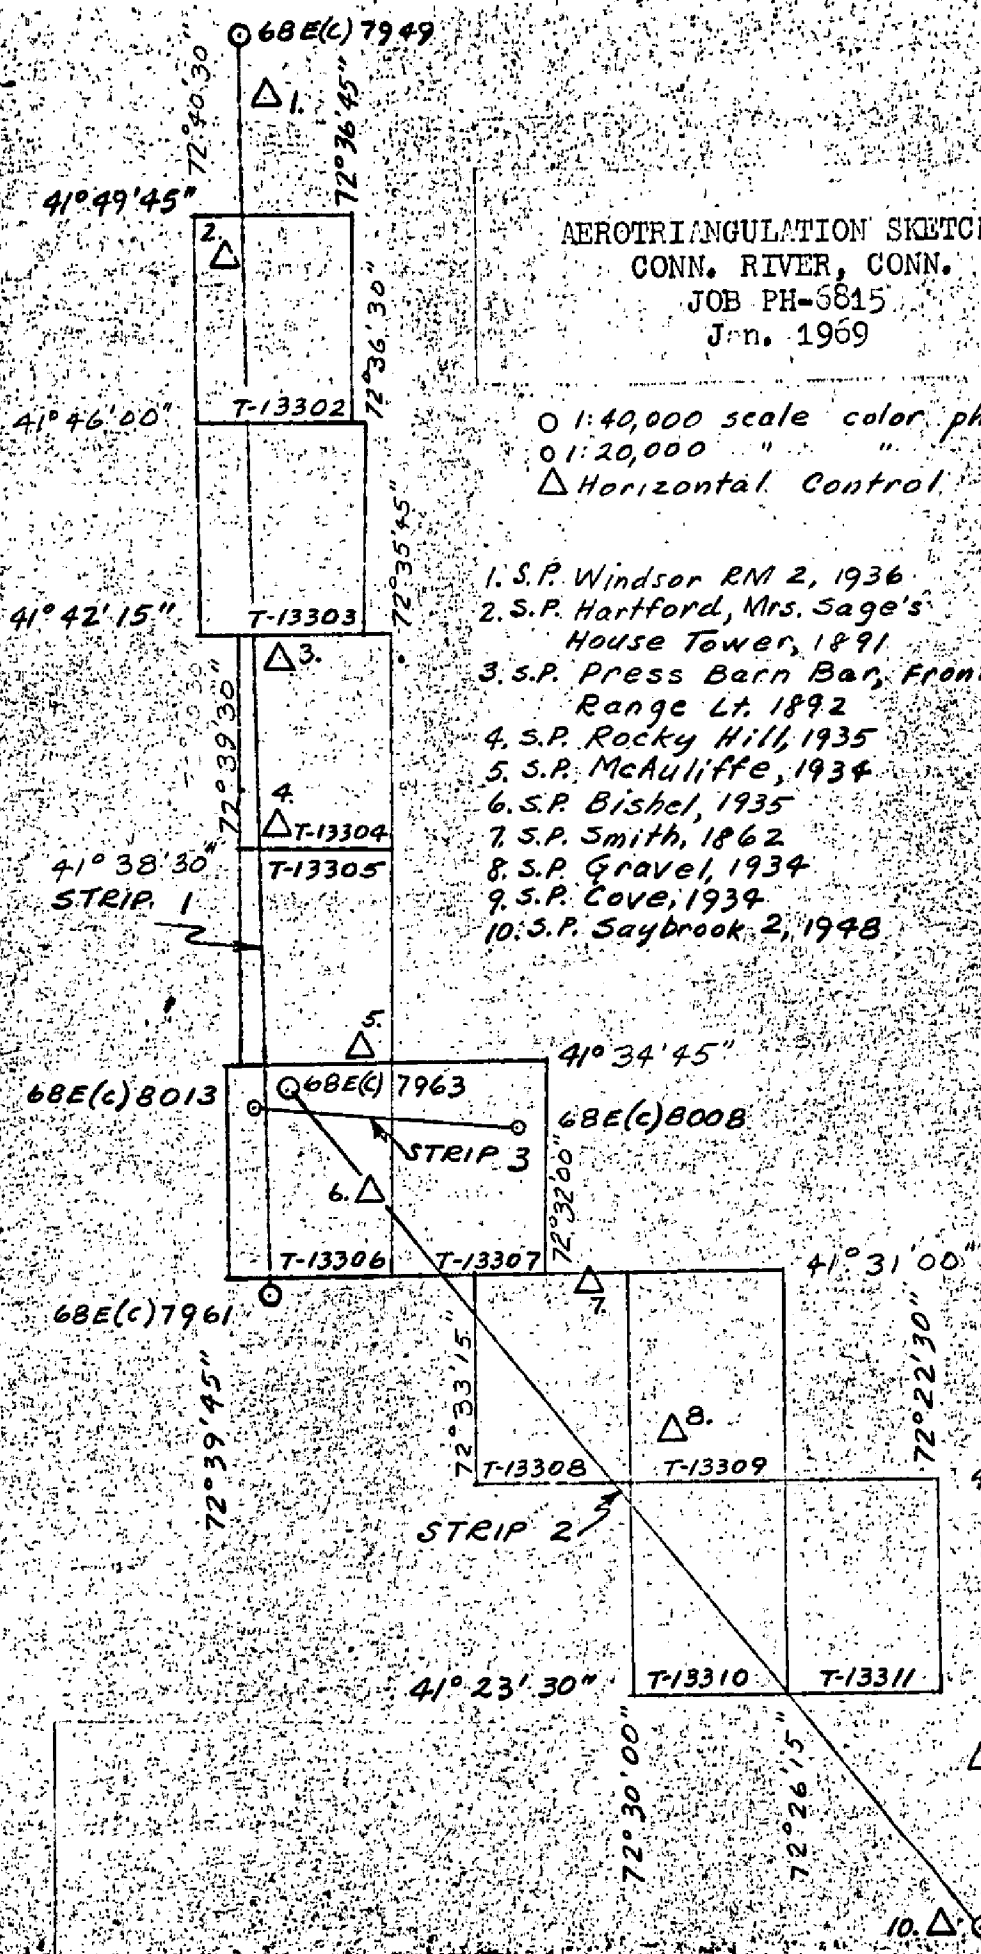 68E(C) 7949
72°40'30"
1.
72°36'45"
41°49'45"
2.
AEROTRIANGULATION SKETC
CONN. RIVER, CONN.
JOB PH-6815
Jan. 1969
72°36'30"
T-13302
41°46'00"
O 1:40,000 scale color ph
o 1:20,000 " "
△ Horizontal Control
72°35'45"
1. S.P. Windsor RM 2, 1936
2. S.P. Hartford, Mrs. Sage's
House Tower, 1891
3. S.P. Press Barn Bar, Fron
Range Lt. 1892
4. S.P. Rocky Hill, 1935
5. S.P. McAuliffe, 1934
6. S.P. Bishel, 1935
7. S.P. Smith, 1862
8. S.P. Gravel, 1934
9. S.P. Cove, 1934
10. S.P. Saybrook 2, 1948
41°42'15"
T-13303
3.
72°39'30"
4.
T-13304
41°38'30"
T-13305
STRIP 1
5.
41°34'45"
68E(C)8013
68E(C) 7963
68E(C)8008
STRIP 3
6.
72°32'00"
T-13306
T-13307
41°31'00"
7.
68E(C)7961
72°39'45"
72°33'15"
8.
72°22'30"
T-13308
T-13309
4
STRIP 2
41°23'30"
T-13310
T-13311
72°30'00"
72°26'15"
10.